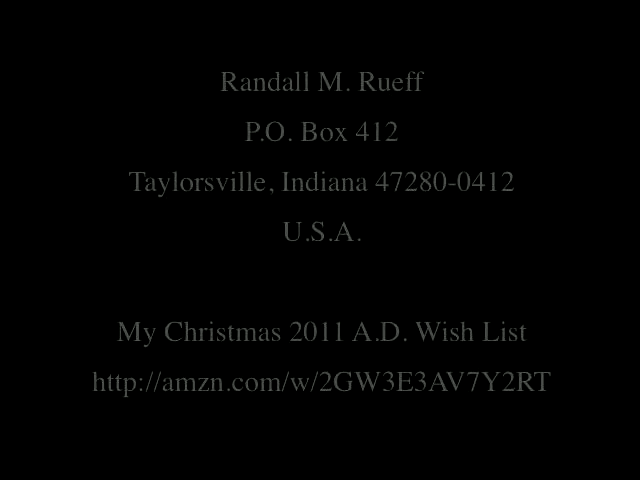 Randall M. Rueff
P.O. Box 412
Taylorsville, Indiana 47280-0412
U.S.A.
My Christmas 2011 A.D. Wish List
http://amzn.com/w/2GW3E3AV7Y2RT